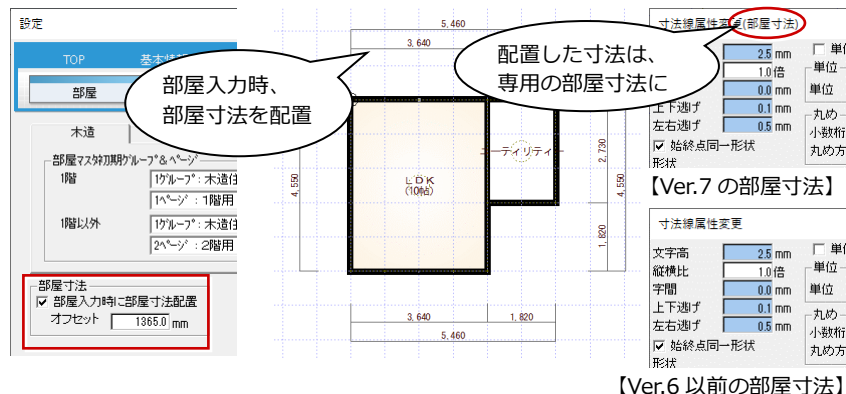 設定
TOP
部屋
部屋入力時、
部屋寸法を配置
木造
部屋マスタ初期グループ&ページ
1階
1グループ：木造住
1ページ：1階用
1階以外
1グループ：木造住
2ページ：2階用
部屋寸法
部屋入力時に部屋寸法配置
オフセット 1365.0 mm
5,460
3,640
4,550
LDK
(10帖)
ユーティリティ
2,730
1,820
4,550
3,640
1,820
5,460
配置した寸法は、
専用の部屋寸法に
寸法線属性変更(部屋寸法)
2.5 mm
1.0 倍
単位
0.0 mm
単位
上下逃げ 0.1 mm
左右逃げ 0.5 mm
丸め
小数桁
丸め方
始終点同一形状
形状
【Ver.7 の部屋寸法】
寸法線属性変更
文字高 2.5 mm
縦横比 1.0 倍
単位
字間 0.0 mm
単位
上下逃げ 0.1 mm
左右逃げ 0.5 mm
丸め
小数桁
丸め方
始終点同一形状
形状
【Ver.6 以前の部屋寸法】